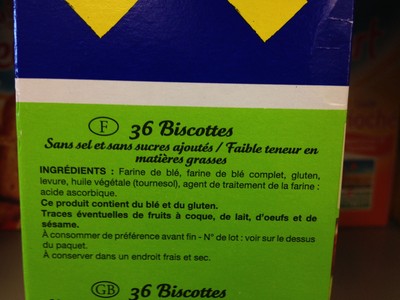 F 36 Biscottes
Sans sel et sans sucres ajoutés / Faible teneur en
matières grasses
INGRÉDIENTS : Farine de blé, farine de blé complet, gluten,
levure, huile végétale (tournesol), agent de traitement de la farine :
acide ascorbique.
Ce produit contient du blé et du gluten.
Traces éventuelles de fruits à coque, de lait, d'oeufs et de
sésame.
À consommer de préférence avant fin - N° de lot : voir sur le dessus
du paquet.
À conserver dans un endroit frais et sec.
GB 36 Biscottes